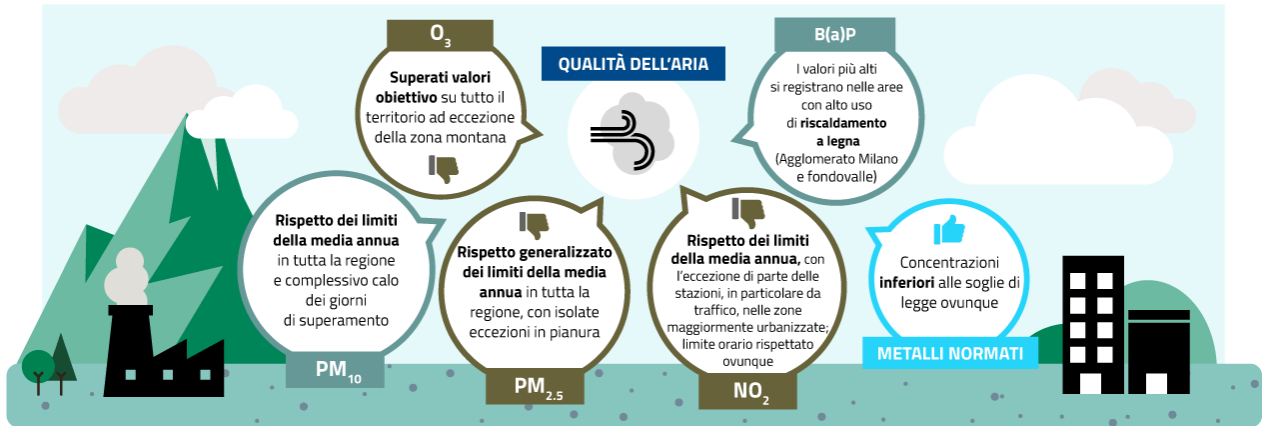 QUALITÀ DELL'ARIA
O3
Superati valori
obiettivo su tutto il
territorio ad eccezione
della zona montana
B(a)P
I valori più alti
si registrano nelle aree
con alto uso
di riscaldamento
a legna
(Agglomerato Milano
e fondovalle)
Rispetto dei limiti
della media annua
in tutta la regione
e complessivo calo
dei giorni
di superamento
PM10
Rispetto generalizzato
dei limiti della media
annua in tutta la
regione, con isolate
eccezioni in pianura
PM2.5
Rispetto dei limiti
della media annua, con
l'eccezione di parte delle
stazioni, in particolare da
traffico, nelle zone
maggiormente urbanizzate;
limite orario rispettato
ovunque
NO2
Concentrazioni
inferiori alle soglie di
legge ovunque
METALLI NORMATI